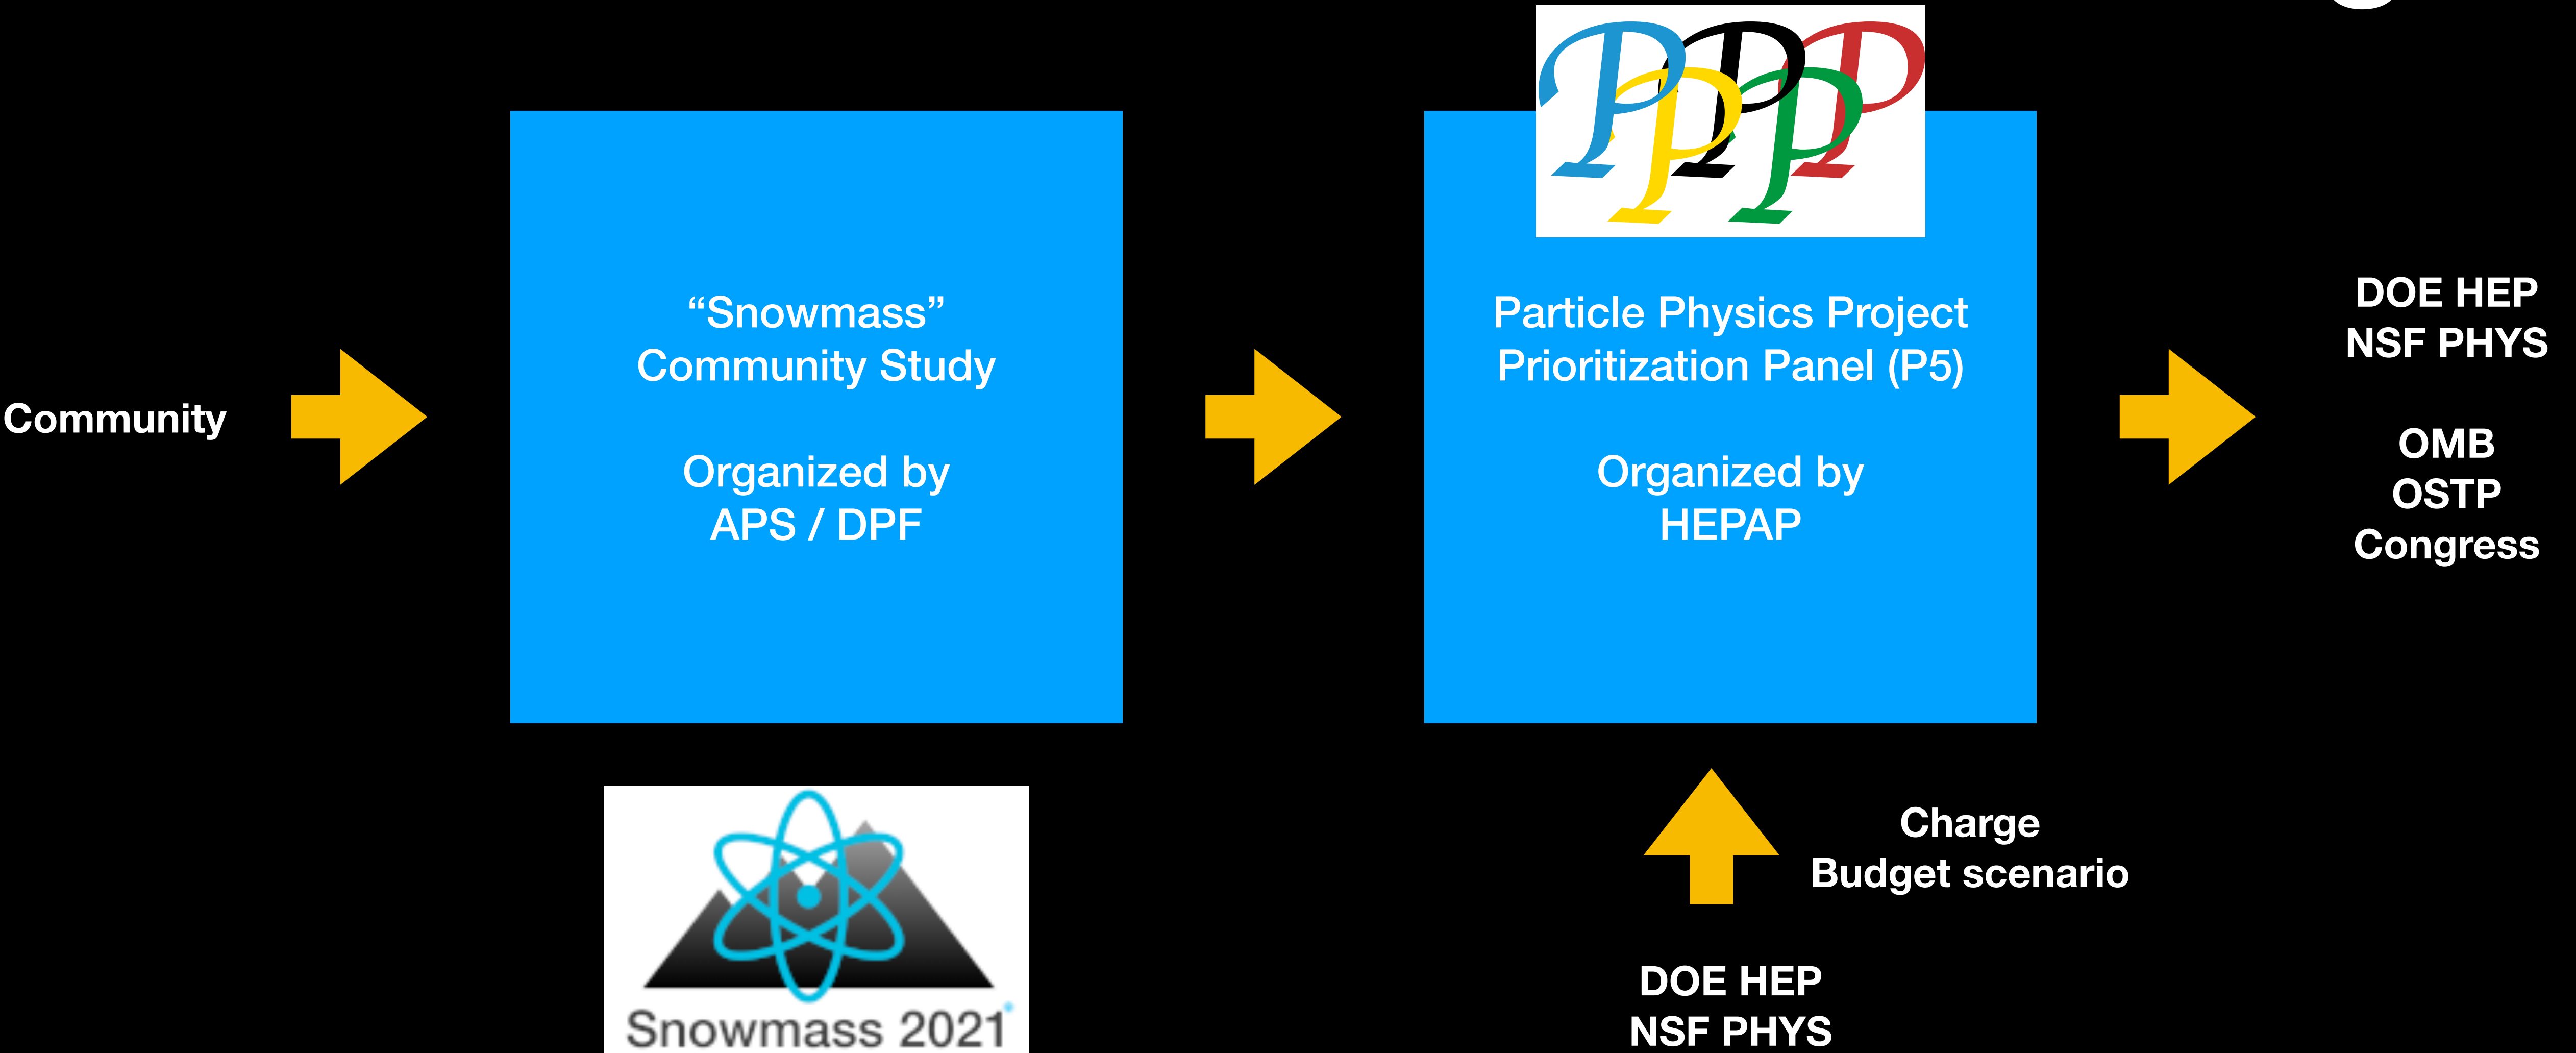 Community
“Snowmass”
Community Study
Organized by
APS / DPF
Snowmass 2021
P P P P P
Particle Physics Project
Prioritization Panel (P5)
Organized by
HEPAP
Charge
Budget scenario
DOE HEP
NSF PHYS
DOE HEP
NSF PHYS
OMB
OSTP
Congress